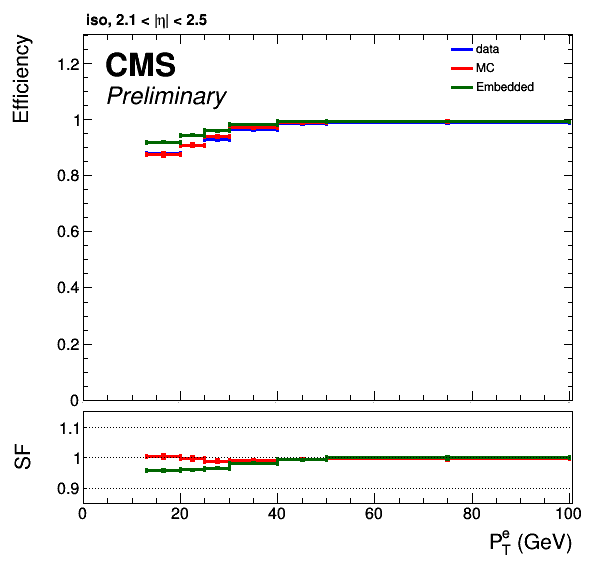 iso, 2.1 < |η| < 2.5
Efficiency
CMS
Preliminary
data
MC
Embedded
1.2
1
0.8
0.6
0.4
0.2
0
SF
1.1
1
0.9
0 20 40 60 80 100
P_T^e (GeV)